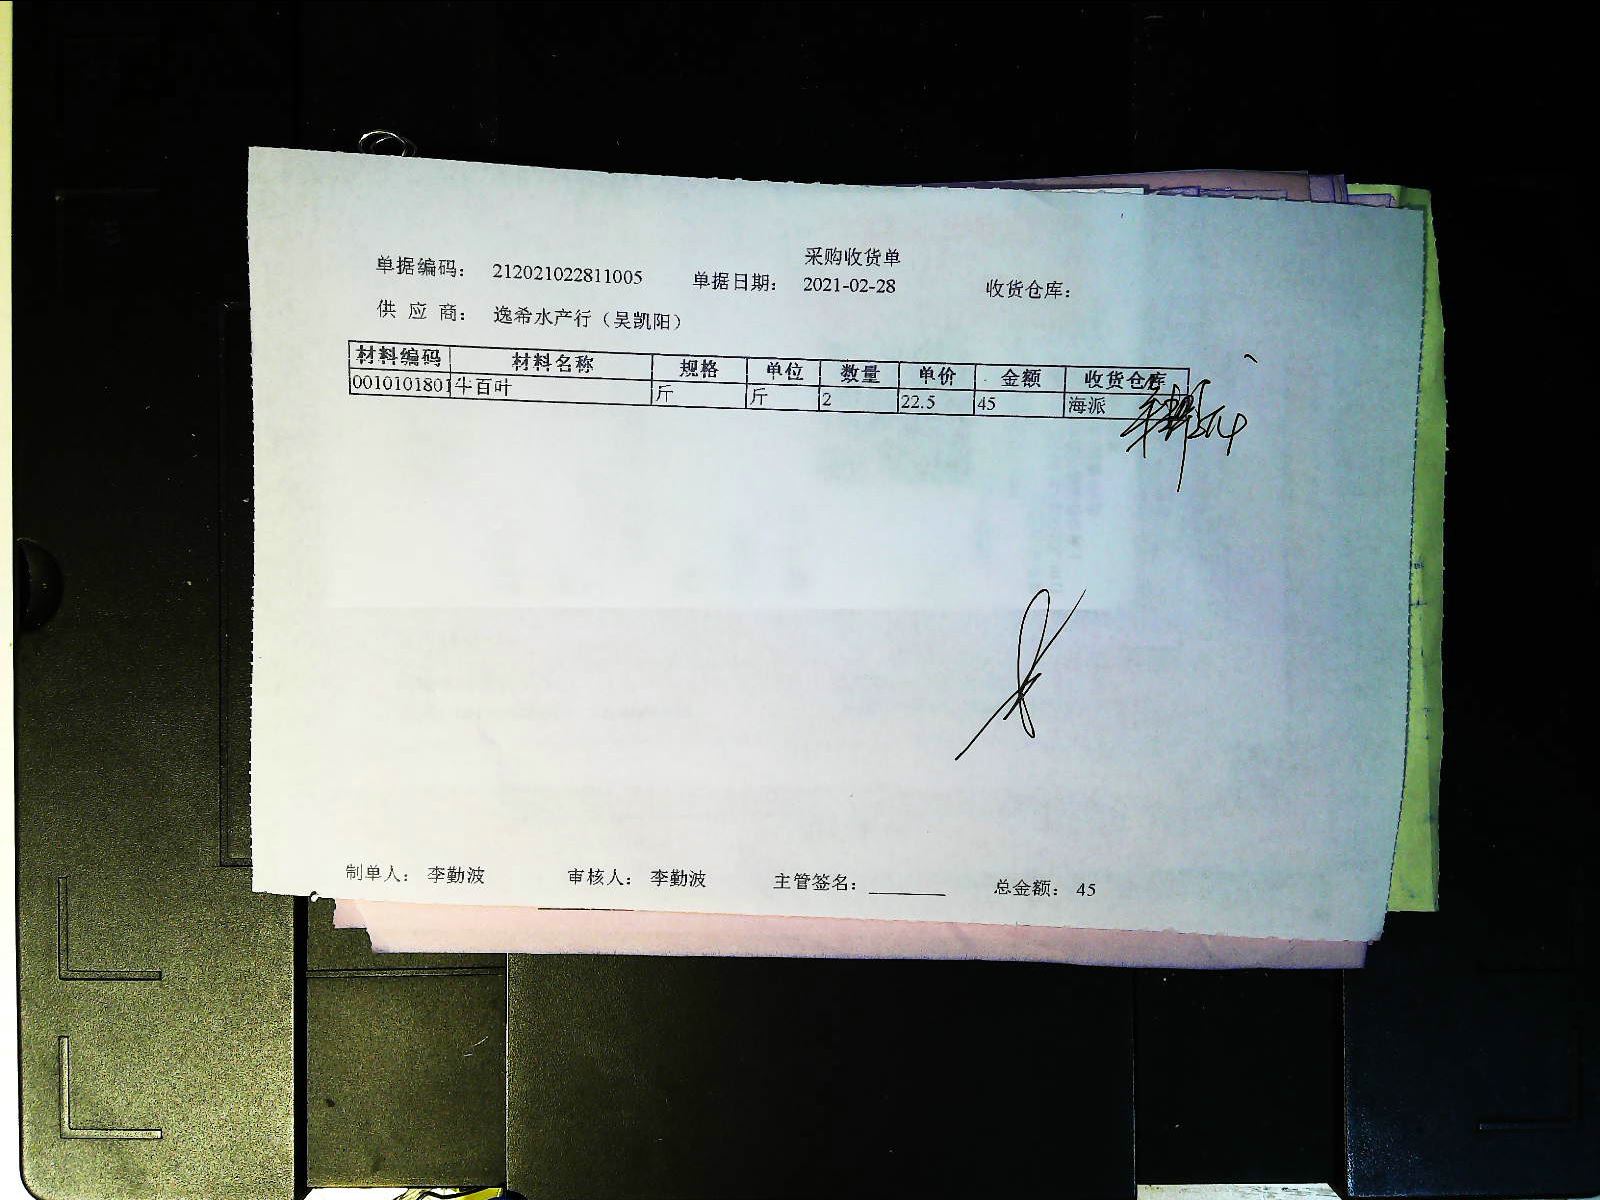 采购收货单
单据编码： 212021022811005 单据日期： 2021-02-28 收货仓库：
供 应 商： 逸希水产行（吴凯阳）
材料编码 材料名称 规格 单位 数量 单价 金额 收货仓库
0010101801 牛百叶 斤 斤 2 22.5 45 海派
制单人： 李勤波 审核人： 李勤波 主管签名： 总金额： 45